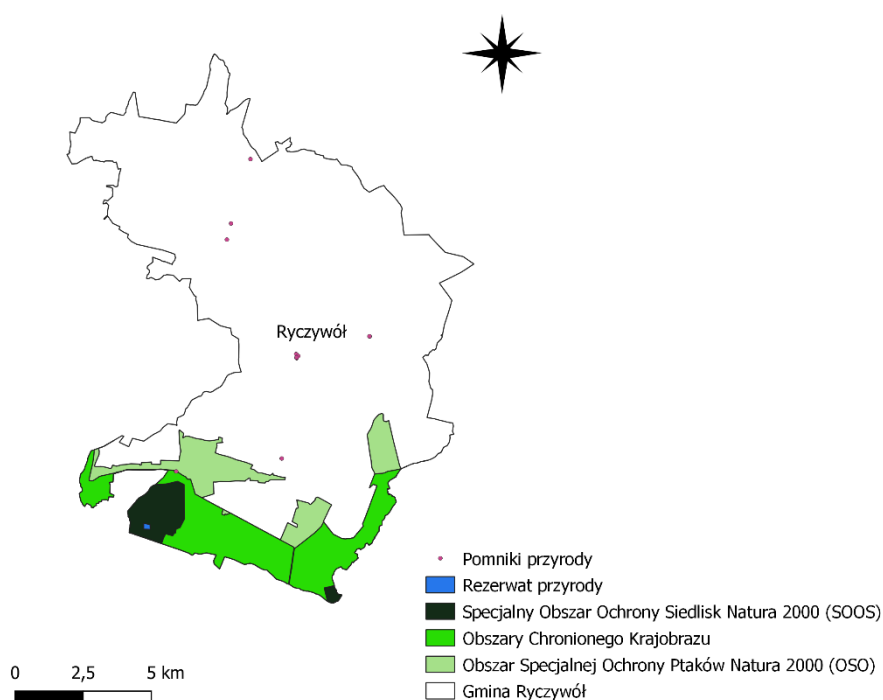 Ryczywół
Pomniki przyrody
Rezerwat przyrody
Specjalny Obszar Ochrony Siedlisk Natura 2000 (SOOS)
Obszary Chronionego Krajobrazu
Obszar Specjalnej Ochrony Ptaków Natura 2000 (OSO)
Gmina Ryczywół
0 2,5 5 km